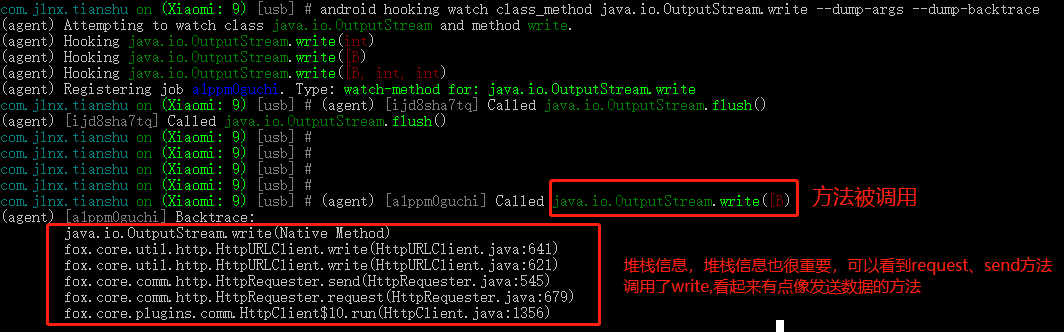 com.jlnx.tianshu on (Xiaomi: 9) [usb] # android hooking watch class_method java.io.OutputStream.write --dump-args --dump-backtrace
(agent) Attempting to watch class java.io.OutputStream and method write.
(agent) Hooking java.io.OutputStream.write(int)
(agent) Hooking java.io.OutputStream.write([B)
(agent) Hooking java.io.OutputStream.write([B, int, int)
(agent) Registering job a1ppm0guchi. Type: watch-method for: java.io.OutputStream.write
com.jlnx.tianshu on (Xiaomi: 9) [usb] # (agent) [ijd8sha7tq] Called java.io.OutputStream.flush()
(agent) [ijd8sha7tq] Called java.io.OutputStream.flush()
com.jlnx.tianshu on (Xiaomi: 9) [usb] #
com.jlnx.tianshu on (Xiaomi: 9) [usb] #
com.jlnx.tianshu on (Xiaomi: 9) [usb] #
com.jlnx.tianshu on (Xiaomi: 9) [usb] #
com.jlnx.tianshu on (Xiaomi: 9) [usb] # (agent) [a1ppm0guchi] Called java.io.OutputStream.write([B)
方法被调用
(agent) [a1ppm0guchi] Backtrace:
java.io.OutputStream.write(Native Method)
fox.core.util.http.HttpURLClient.write(HttpURLClient.java:641)
fox.core.util.http.HttpURLClient.write(HttpURLClient.java:621)
fox.core.comm.http.HttpRequester.send(HttpRequester.java:545)
fox.core.comm.http.HttpRequester.request(HttpRequester.java:679)
fox.core.plugins.comm.HttpClient$10.run(HttpClient.java:1356)
堆栈信息，堆栈信息也很重要，可以看到request、send方法
调用了write,看起来有点像发送数据的方法